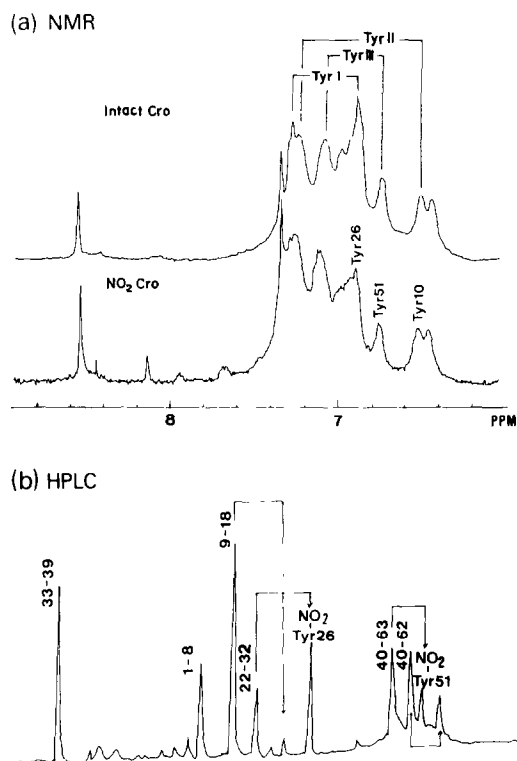 (a) NMR
Tyr II
Tyr III
Tyr I
Intact Cro
NO2 Cro
Tyr26
Tyr51
Tyr10
8
7
PPM
(b) HPLC
33-39
1-8
9-18
22-32
NO2
Tyr26
40-63
40-62
NO2
Tyr51